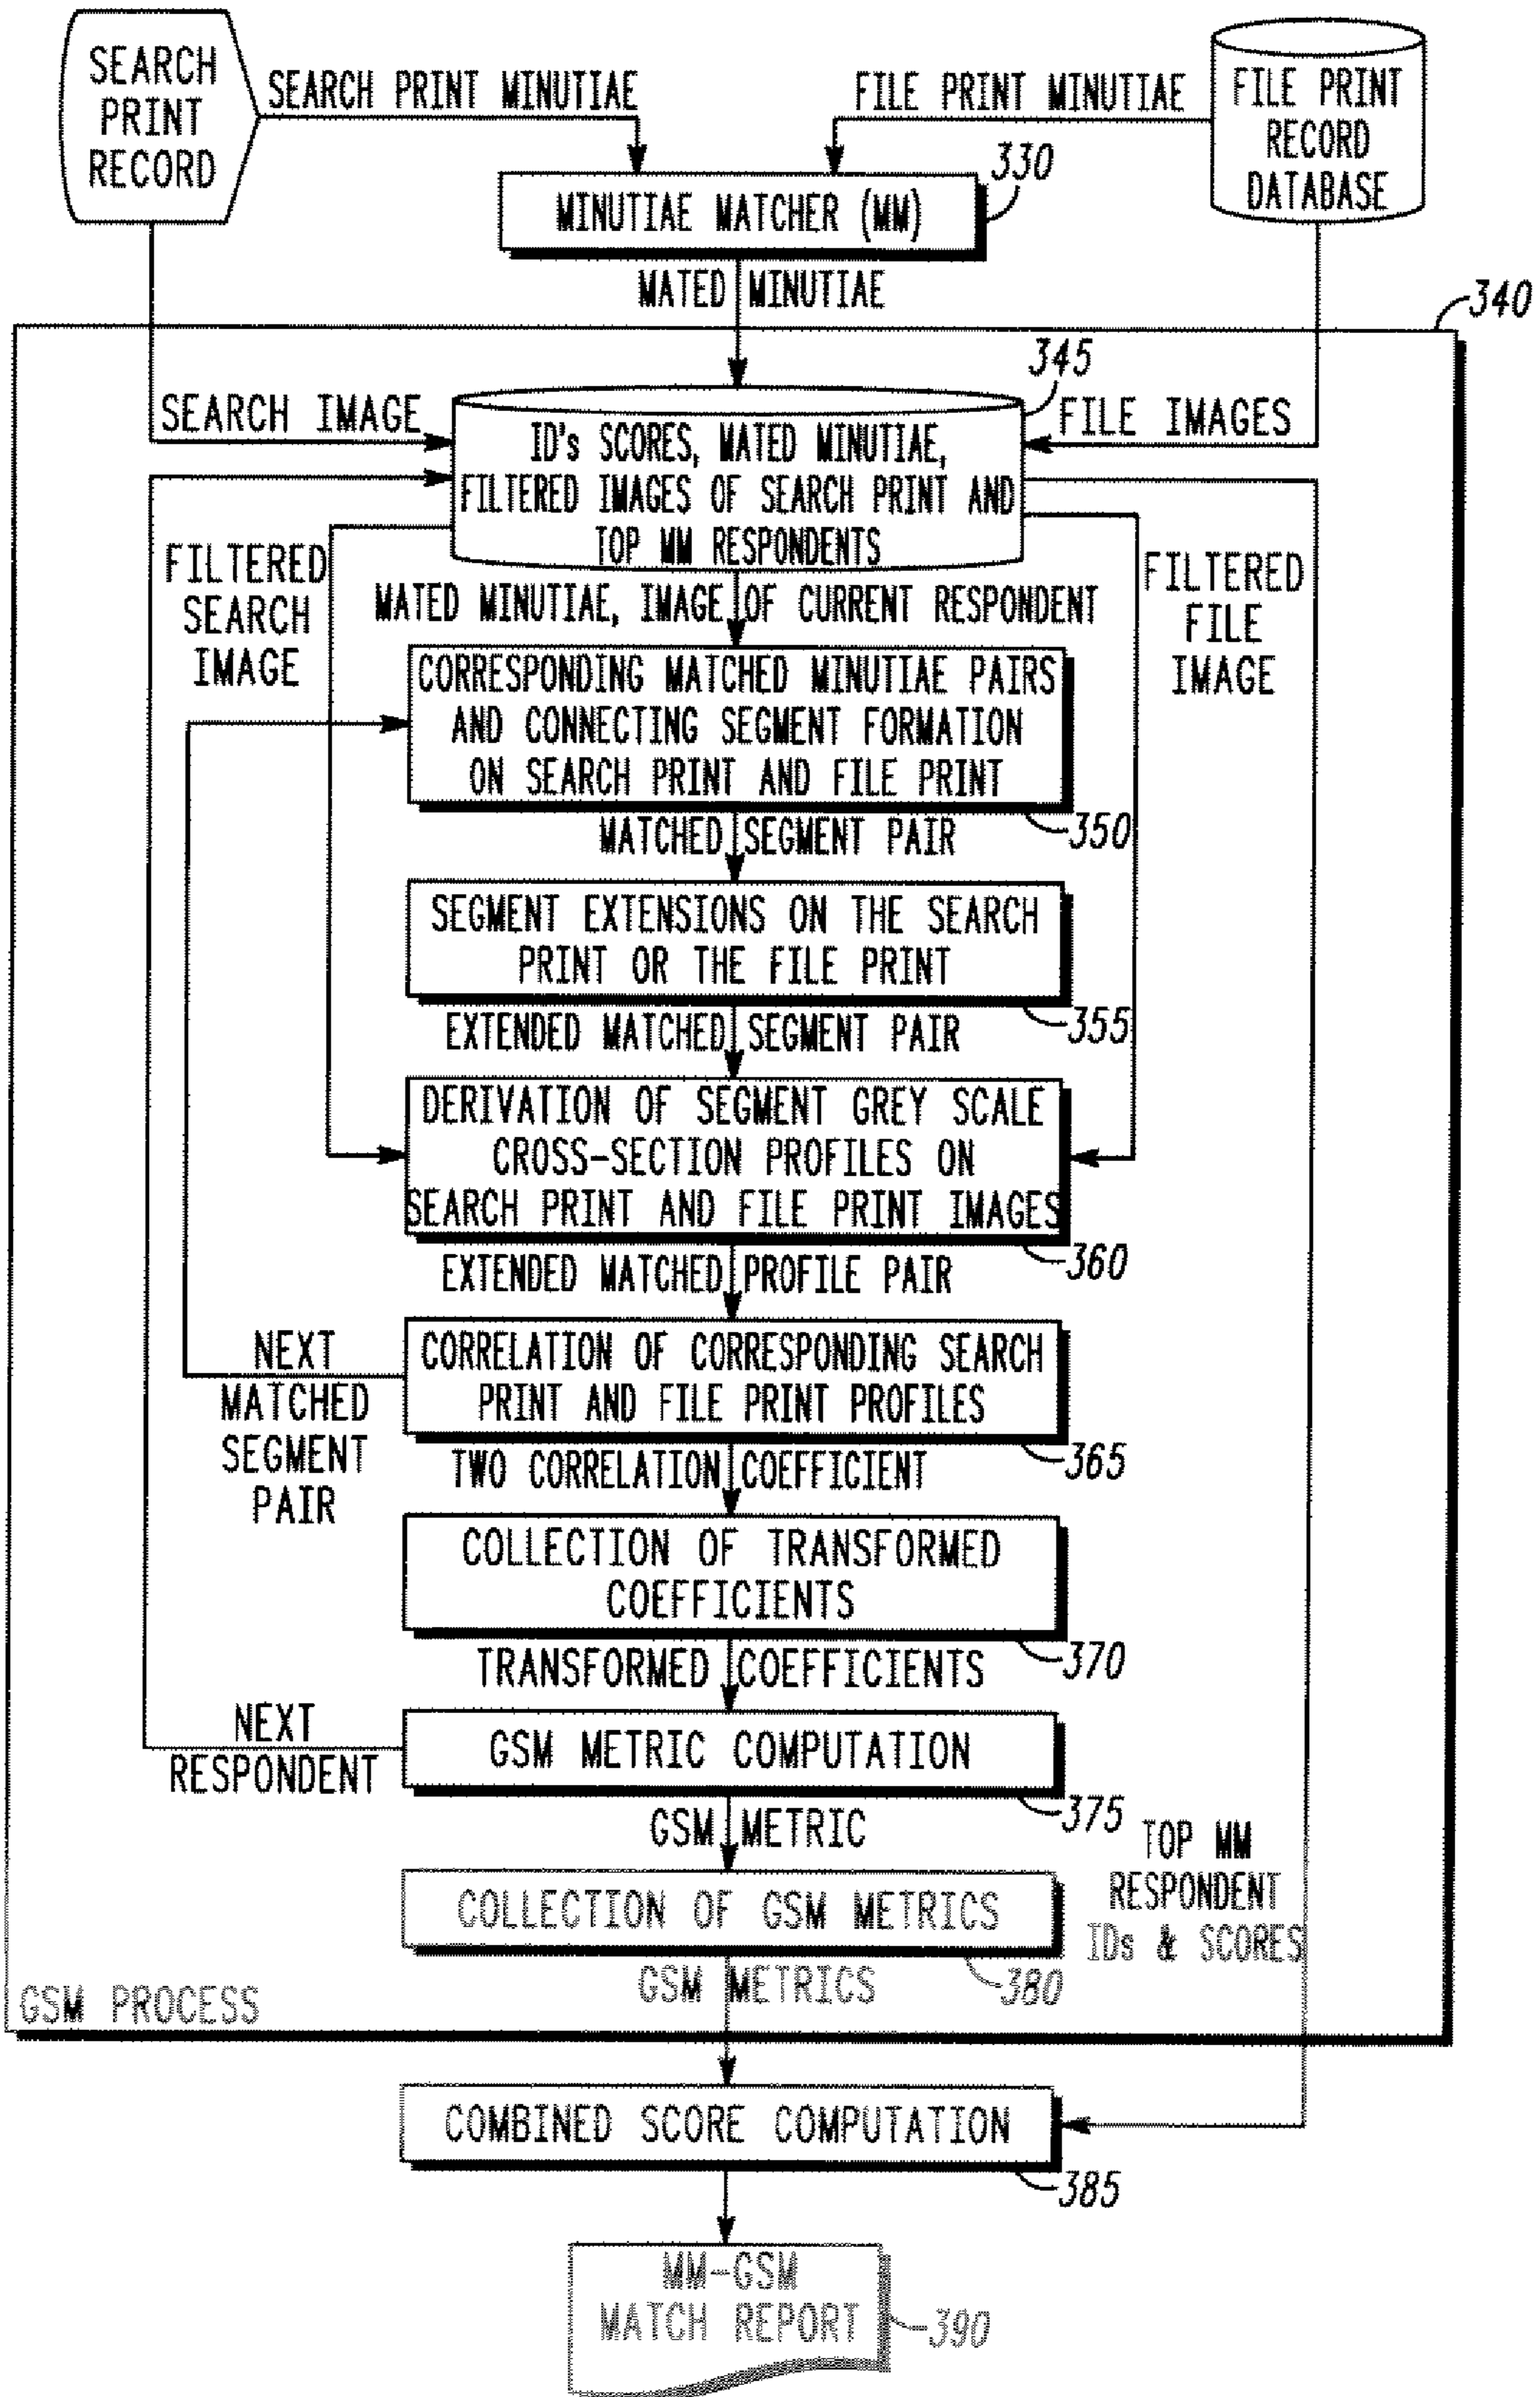 SEARCH
PRINT
RECORD
SEARCH PRINT MINUTIAE
FILE PRINT MINUTIAE
FILE PRINT
RECORD
DATABASE
330
MINUTIAE MATCHER (MM)
MATED MINUTIAE
340
345
SEARCH IMAGE
FILE IMAGES
ID's SCORES, MATED MINUTIAE,
FILTERED IMAGES OF SEARCH PRINT AND
TOP MM RESPONDENTS
FILTERED
SEARCH
IMAGE
FILTERED
FILE
IMAGE
MATED MINUTIAE, IMAGE OF CURRENT RESPONDENT
CORRESPONDING MATCHED MINUTIAE PAIRS
AND CONNECTING SEGMENT FORMATION
ON SEARCH PRINT AND FILE PRINT
350
MATCHED SEGMENT PAIR
SEGMENT EXTENSIONS ON THE SEARCH
PRINT OR THE FILE PRINT
355
EXTENDED MATCHED SEGMENT PAIR
DERIVATION OF SEGMENT GREY SCALE
CROSS-SECTION PROFILES ON
SEARCH PRINT AND FILE PRINT IMAGES
360
EXTENDED MATCHED PROFILE PAIR
NEXT
MATCHED
SEGMENT
PAIR
CORRELATION OF CORRESPONDING SEARCH
PRINT AND FILE PRINT PROFILES
365
TWO CORRELATION COEFFICIENT
COLLECTION OF TRANSFORMED
COEFFICIENTS
370
TRANSFORMED COEFFICIENTS
NEXT
RESPONDENT
GSM METRIC COMPUTATION
375
GSM METRIC
TOP MM
RESPONDENT
IDs & SCORES
COLLECTION OF GSM METRICS
380
GSM METRICS
GSM PROCESS
COMBINED SCORE COMPUTATION
385
MM-GSM
MATCH REPORT
390